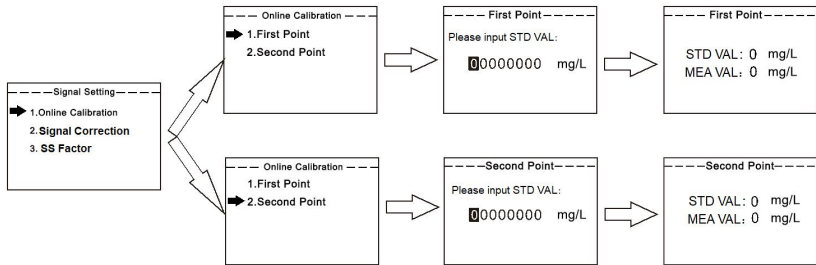 Signal Setting
1.Online Calibration
2.Signal Correction
3. SS Factor
Online Calibration
1.First Point
2.Second Point
First Point
Please input STD VAL:
00000000 mg/L
First Point
STD VAL: 0 mg/L
MEA VAL: 0 mg/L
Online Calibration
1.First Point
2.Second Point
Second Point
Please input STD VAL:
00000000 mg/L
Second Point
STD VAL: 0 mg/L
MEA VAL: 0 mg/L